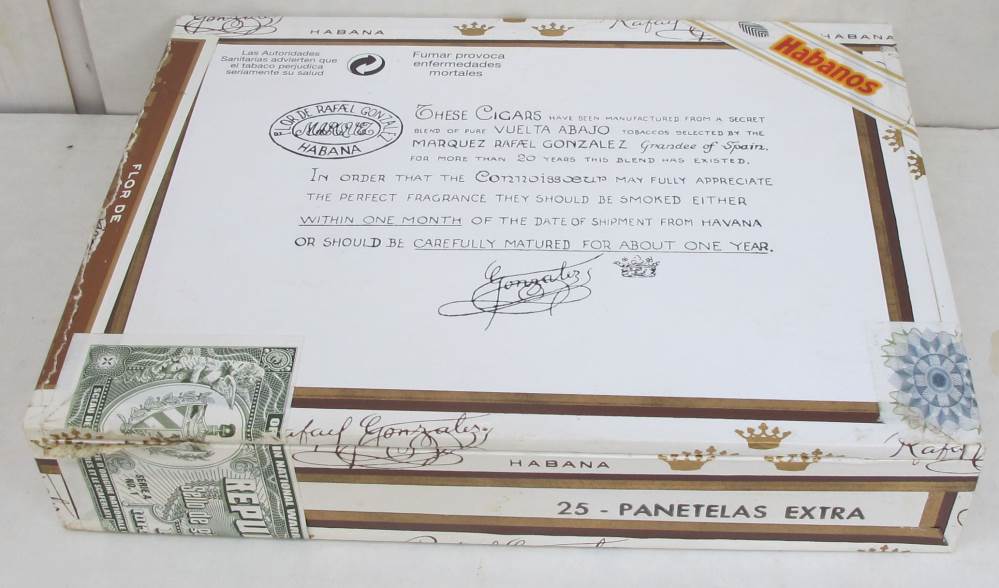 HABANA
Rafael
HABANA
Habanos
Las Autoridades
Sanitarias advierten que
el tabaco perjudica
seriamente su salud
Fumar provoca
enfermedades
mortales
FLOR DE RAFÆL GONZALEZ
HABANA
THESE CIGARS HAVE BEEN MANUFACTURED FROM A SECRET
BLEND OF PURE VUELTA ABAJO TOBACCOS SELECTED BY THE
MARQUEZ RAFÆL GONZALEZ Grandee of Spain.
FOR MORE THAN 20 YEARS THIS BLEND HAS EXISTED.
IN ORDER THAT THE Connoisseur MAY FULLY APPRECIATE
THE PERFECT FRAGRANCE THEY SHOULD BE SMOKED EITHER
WITHIN ONE MONTH OF THE DATE OF SHIPMENT FROM HAVANA
OR SHOULD BE CAREFULLY MATURED FOR ABOUT ONE YEAR.
Gonzalez
FLOR DE
Rafael Gonzalez
HABANA
25 - PANETELAS EXTRA
SERIE A
No. 1
REPU